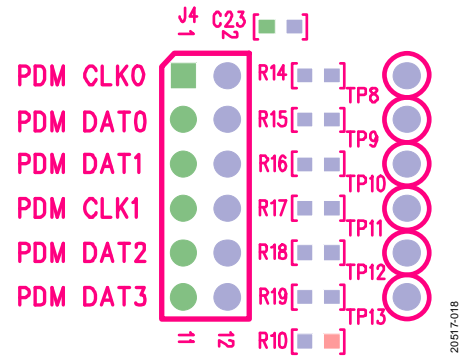 J4 C23
1 2
PDM CLK0 R14 TP8
PDM DAT0 R15 TP9
PDM DAT1 R16 TP10
PDM CLK1 R17 TP11
PDM DAT2 R18 TP12
PDM DAT3 R19 TP13
11 12 R10
20517-018